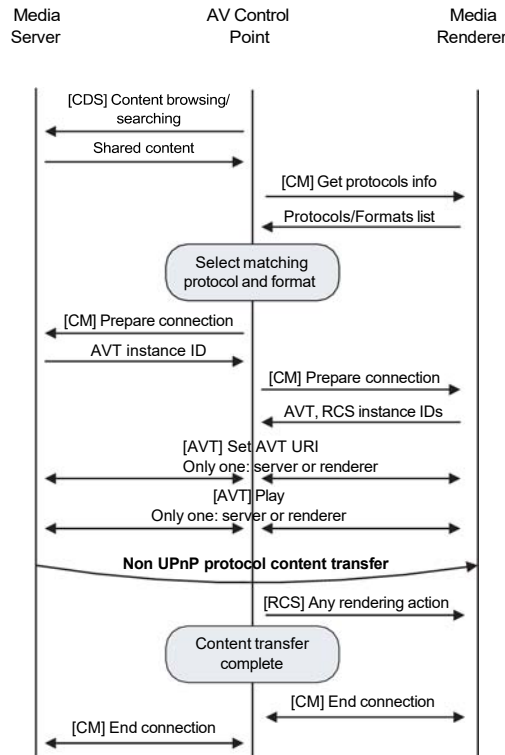 Media
Server
AV Control
Point
Media
Renderer
[CDS] Content browsing/
searching
Shared content
[CM] Get protocols info
Protocols/Formats list
Select matching
protocol and format
[CM] Prepare connection
AVT instance ID
[CM] Prepare connection
AVT, RCS instance IDs
[AVT] Set AVT URI
Only one: server or renderer
[AVT] Play
Only one: server or renderer
Non UPnP protocol content transfer
[RCS] Any rendering action
Content transfer
complete
[CM] End connection
[CM] End connection